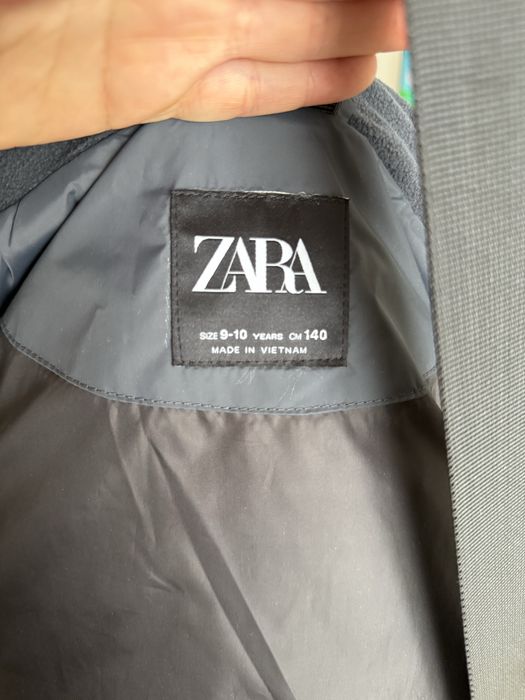 ZARA
SIZE 9-10 YEARS CM 140
MADE IN VIETNAM